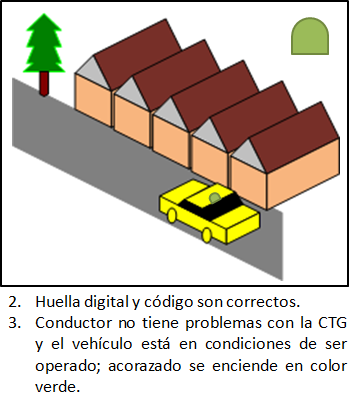 2. Huella digital y código son correctos.
3. Conductor no tiene problemas con la CTG
y el vehículo está en condiciones de ser
operado; acorazado se enciende en color
verde.